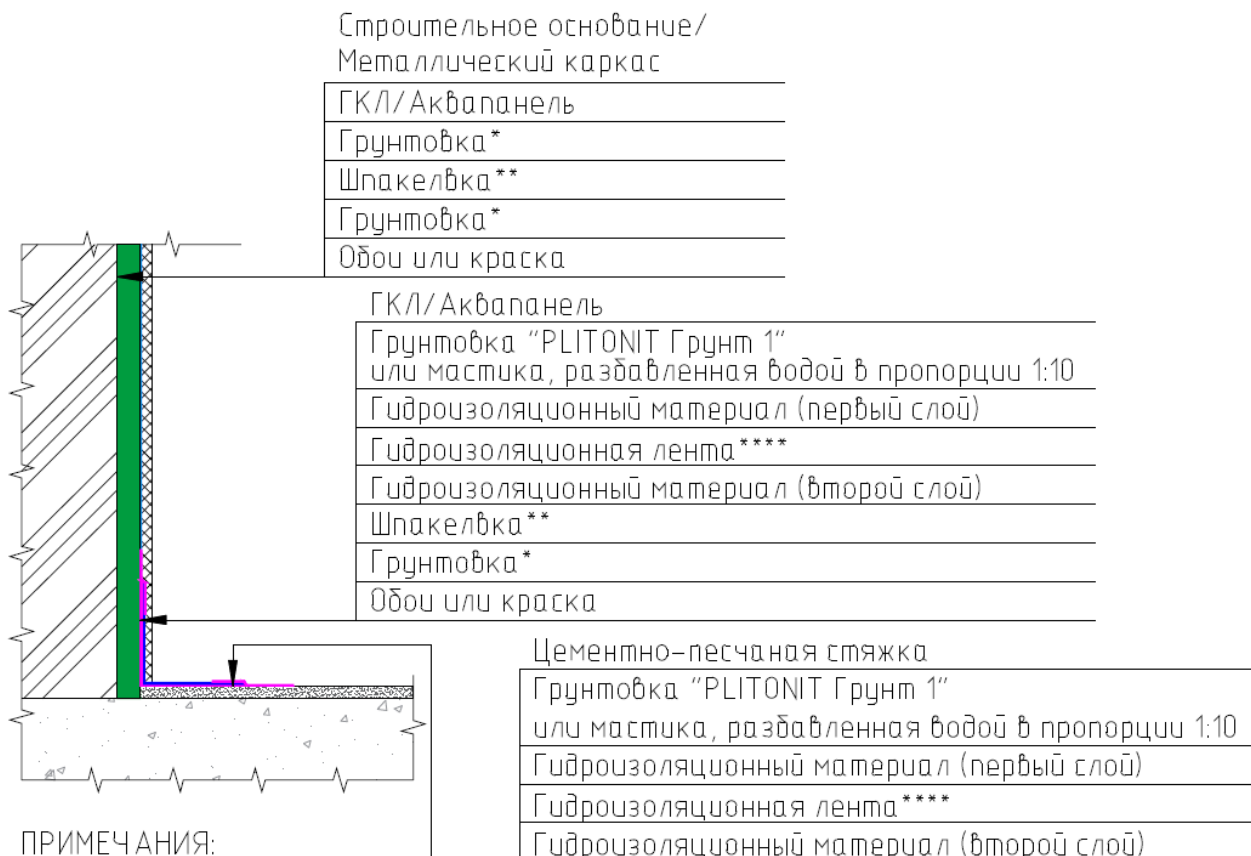 Строительное основание/
Металлический каркас
ГКЛ/Аквапанель
Грунтовка*
Шпакелвка**
Грунтовка*
Обои или краска
ГКЛ/Аквапанель
Грунтовка "PLITONIT Грунт 1"
или мастика, разбавленная водой в пропорции 1:10
Гидроизоляционный материал (первый слой)
Гидроизоляционная лента****
Гидроизоляционный материал (второй слой)
Шпакелвка**
Грунтовка*
Обои или краска
Цементно-песчаная стяжка
Грунтовка "PLITONIT Грунт 1"
или мастика, разбавленная водой в пропорции 1:10
Гидроизоляционный материал (первый слой)
Гидроизоляционная лента****
Гидроизоляционный материал (второй слой)
ПРИМЕЧАНИЯ: